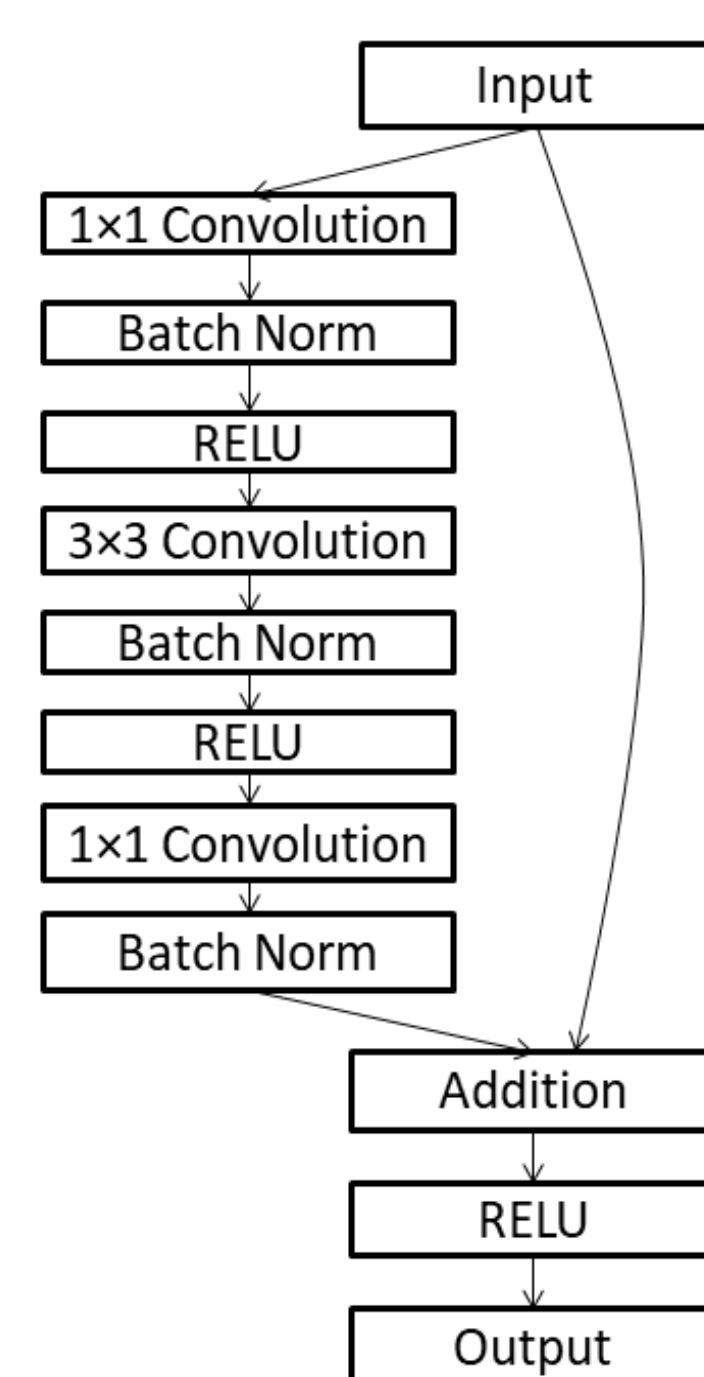 Input
1×1 Convolution
Batch Norm
RELU
3×3 Convolution
Batch Norm
RELU
1×1 Convolution
Batch Norm
Addition
RELU
Output